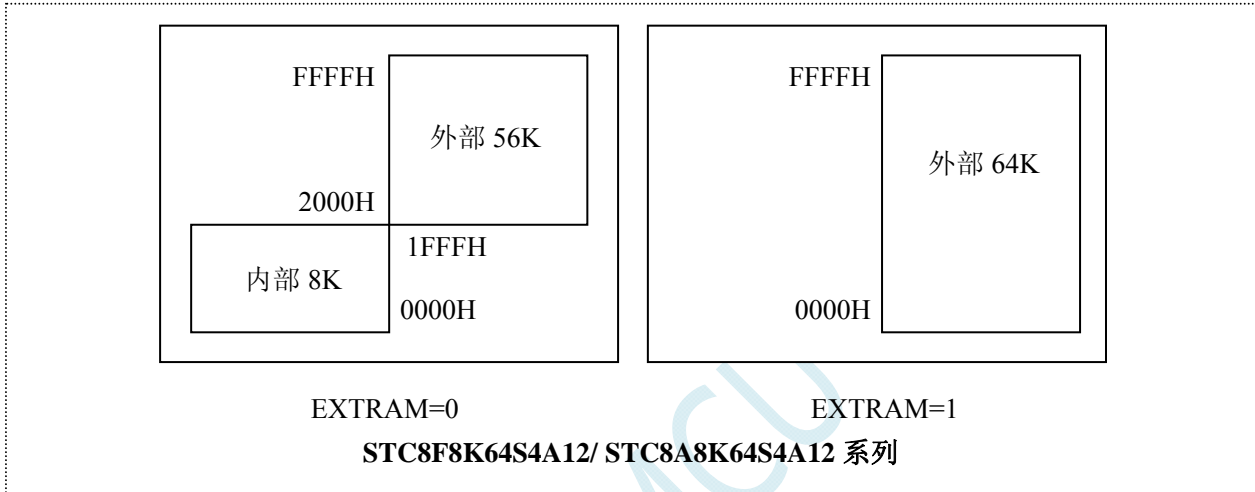 FFFFH
外部 56K
2000H
1FFFH
内部 8K
0000H
FFFFH
外部 64K
0000H
EXTRAM=0
EXTRAM=1
STC8F8K64S4A12/ STC8A8K64S4A12 系列
MCU